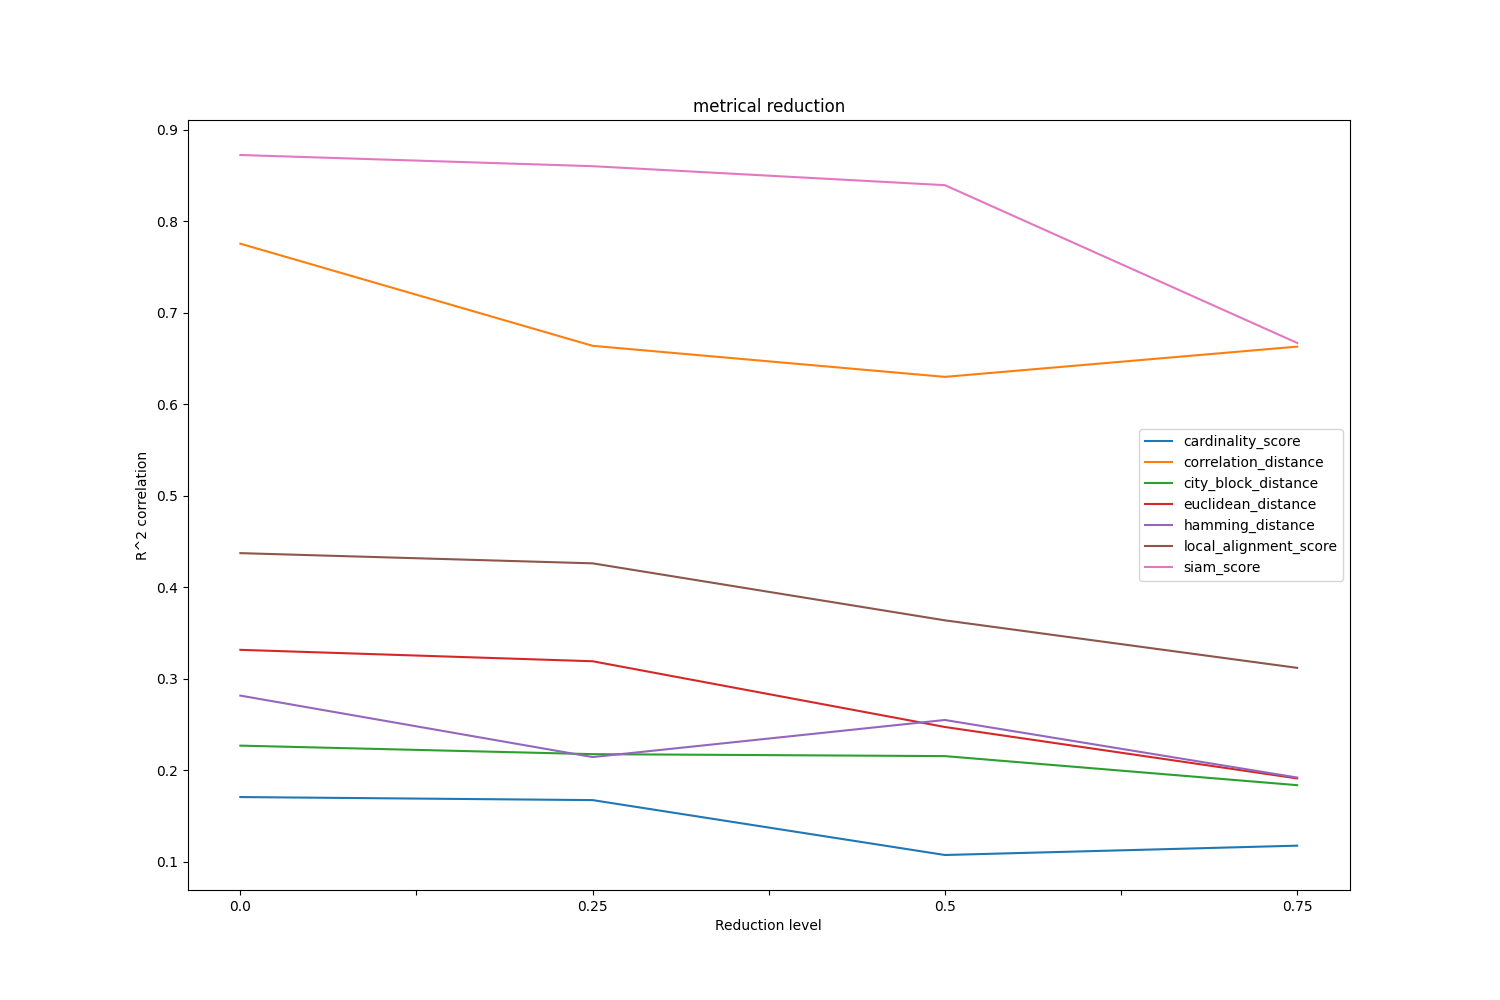 metrical reduction
0.9
0.8
0.7
0.6
0.5
0.4
0.3
0.2
0.1
R^2 correlation
cardinality_score
correlation_distance
city_block_distance
euclidean_distance
hamming_distance
local_alignment_score
siam_score
0.0 0.25 0.5 0.75
Reduction level